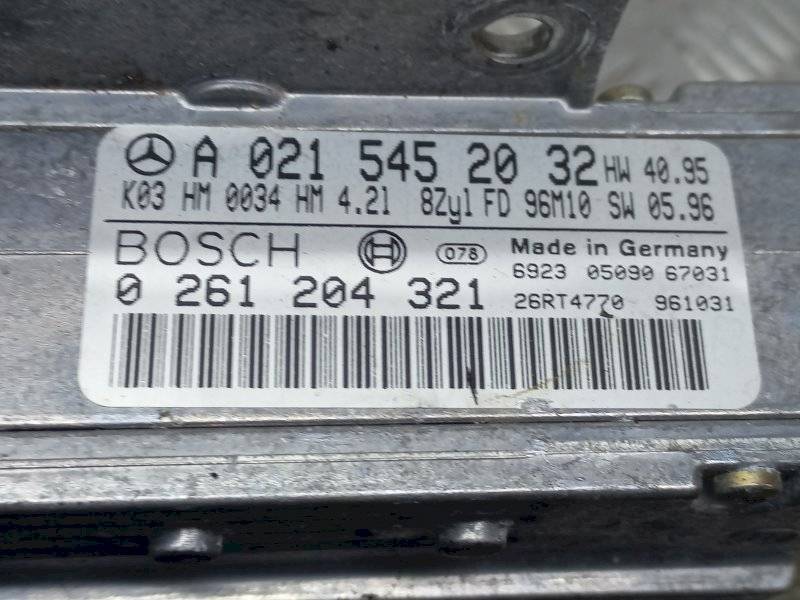 A 021 545 20 32 HW 40.95
K03 HM 0034 HM 4.2l 8Zyl FD 96M10 SW 05.96
BOSCH 078 Made in Germany
6923 05090 67031
0 261 204 321 26RT4770 961031